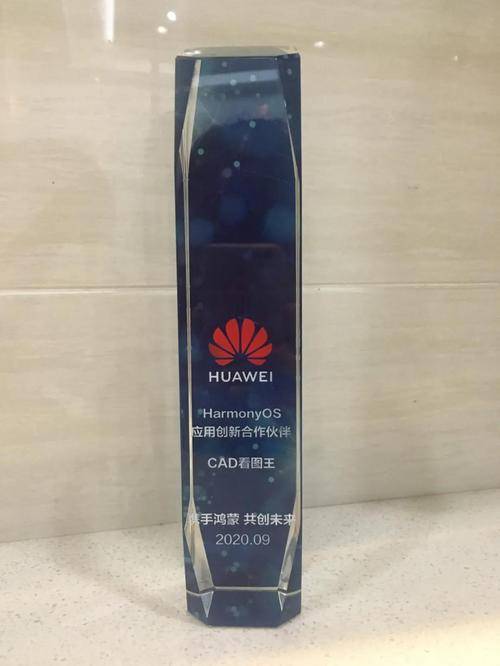 HUAWEI
HarmonyOS
应用创新合作伙伴
CAD看图王
携手鸿蒙 共创未来
2020.09